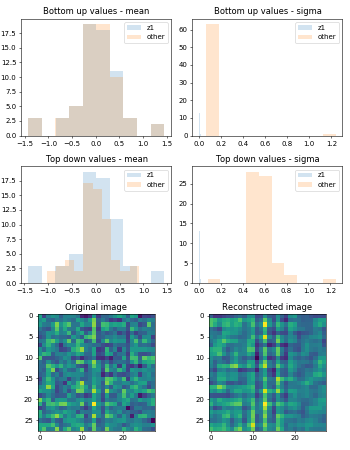 Bottom up values - mean
Bottom up values - sigma
z1
other
z1
other
17.5
15.0
12.5
10.0
7.5
5.0
2.5
0.0
60
50
40
30
20
10
0
−1.5 −1.0 −0.5 0.0 0.5 1.0 1.5
0.0 0.2 0.4 0.6 0.8 1.0 1.2
Top down values - mean
Top down values - sigma
z1
other
z1
other
17.5
15.0
12.5
10.0
7.5
5.0
2.5
0.0
25
20
15
10
5
0
−1.5 −1.0 −0.5 0.0 0.5 1.0 1.5
0.0 0.2 0.4 0.6 0.8 1.0 1.2
Original image
Reconstructed image
0
5
10
15
20
25
0
5
10
15
20
25
0 20
0 10 20